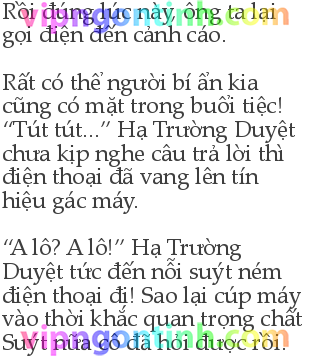 Rồi đúng lúc này, ông ta lại
gọi điện đến cảnh cáo.
Rất có thể người bí ẩn kia
cũng có mặt trong buổi tiệc!
“Tút tút...” Hạ Trường Duyệt
chưa kịp nghe câu trả lời thì
điện thoại đã vang lên tín
hiệu gác máy.
“A lô? A lô!” Hạ Trường
Duyệt tức đến nỗi suýt ném
điện thoại đi! Sao lại cúp máy
vào thời khắc quan trọng chất
Suýt nữa cô đã hỏi được rồi.
vipngontinh.com
vipngontinh.com